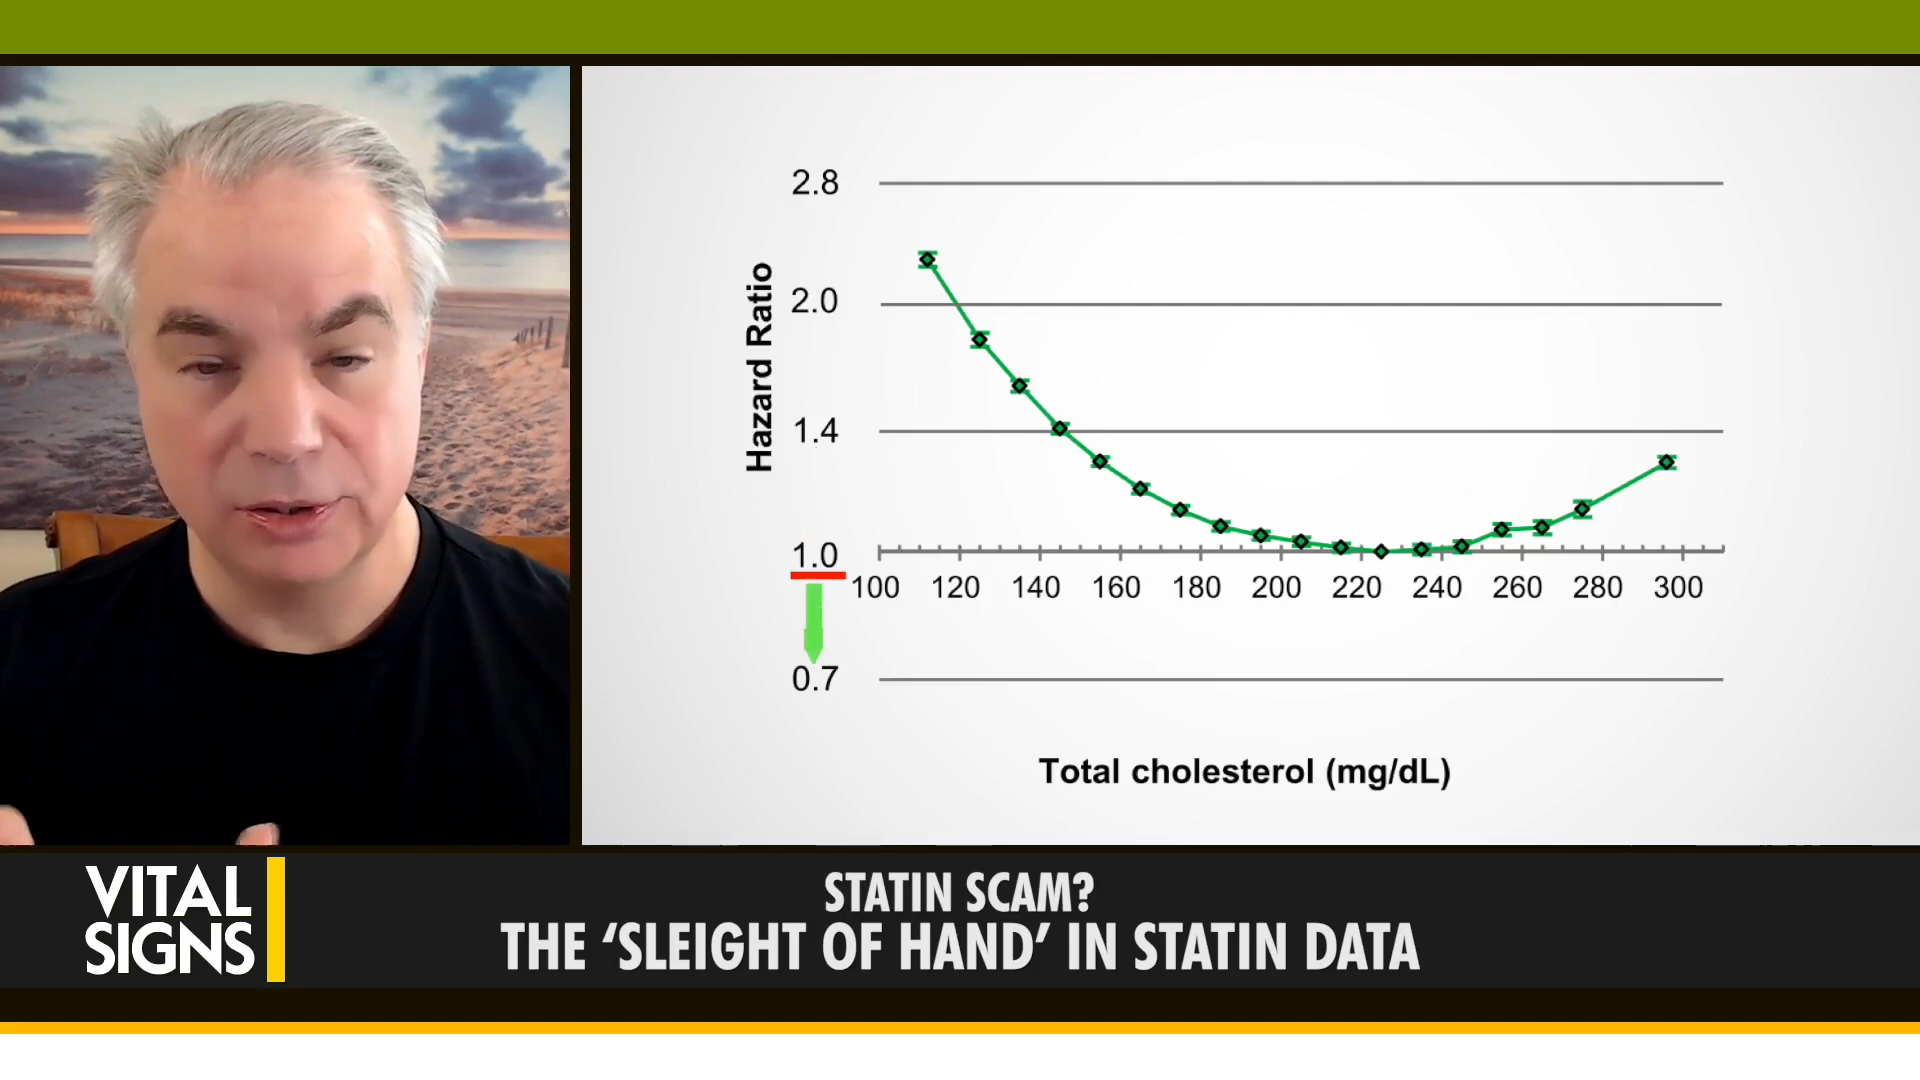 2.8
2.0
1.4
1.0
0.7
Hazard Ratio
100 120 140 160 180 200 220 240 260 280 300
Total cholesterol (mg/dL)
VITAL
SIGNS
STATIN SCAM?
THE ‘SLEIGHT OF HAND’ IN STATIN DATA